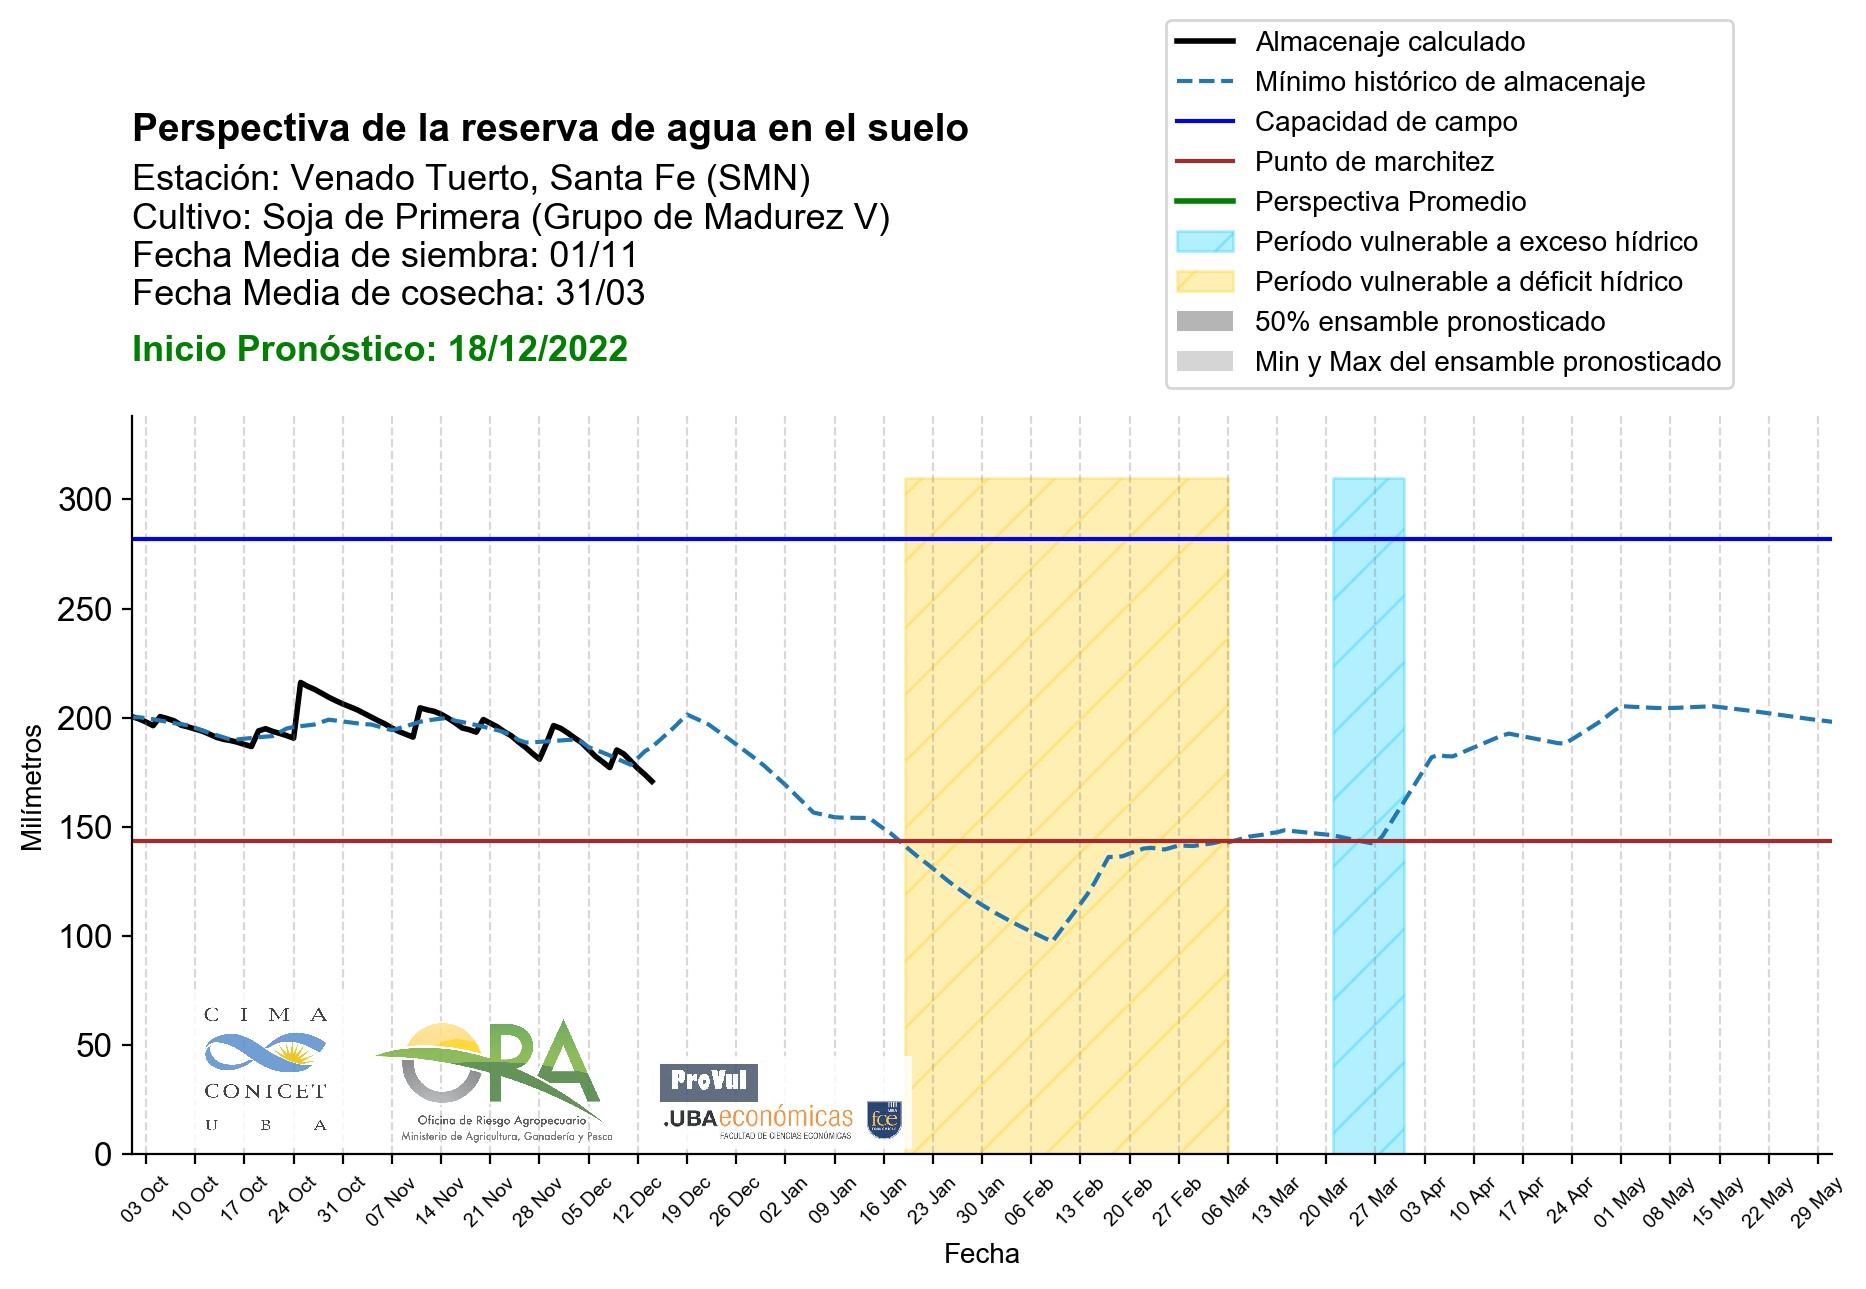 Almacenaje calculado
Mínimo histórico de almacenaje
Capacidad de campo
Punto de marchitez
Perspectiva Promedio
Período vulnerable a exceso hídrico
Período vulnerable a déficit hídrico
50% ensamble pronosticado
Min y Max del ensamble pronosticado
Perspectiva de la reserva de agua en el suelo
Estación: Venado Tuerto, Santa Fe (SMN)
Cultivo: Soja de Primera (Grupo de Madurez V)
Fecha Media de siembra: 01/11
Fecha Media de cosecha: 31/03
Inicio Pronóstico: 18/12/2022
Milímetros
300
250
200
150
100
50
0
CIMA
CONICET
UBA
ORA
Oficina de Riesgo Agropecuario
Ministerio de Agricultura, Ganadería y Pesca
ProVul
.UBAeconómicas
FACULTAD DE CIENCIAS ECONÓMICAS
UBA
fce
ECONÓMICAS
03 Oct
10 Oct
17 Oct
24 Oct
31 Oct
07 Nov
14 Nov
21 Nov
28 Nov
05 Dec
12 Dec
19 Dec
26 Dec
02 Jan
09 Jan
16 Jan
23 Jan
30 Jan
06 Feb
13 Feb
20 Feb
27 Feb
06 Mar
13 Mar
20 Mar
27 Mar
03 Apr
10 Apr
17 Apr
24 Apr
01 May
08 May
15 May
22 May
29 May
Fecha